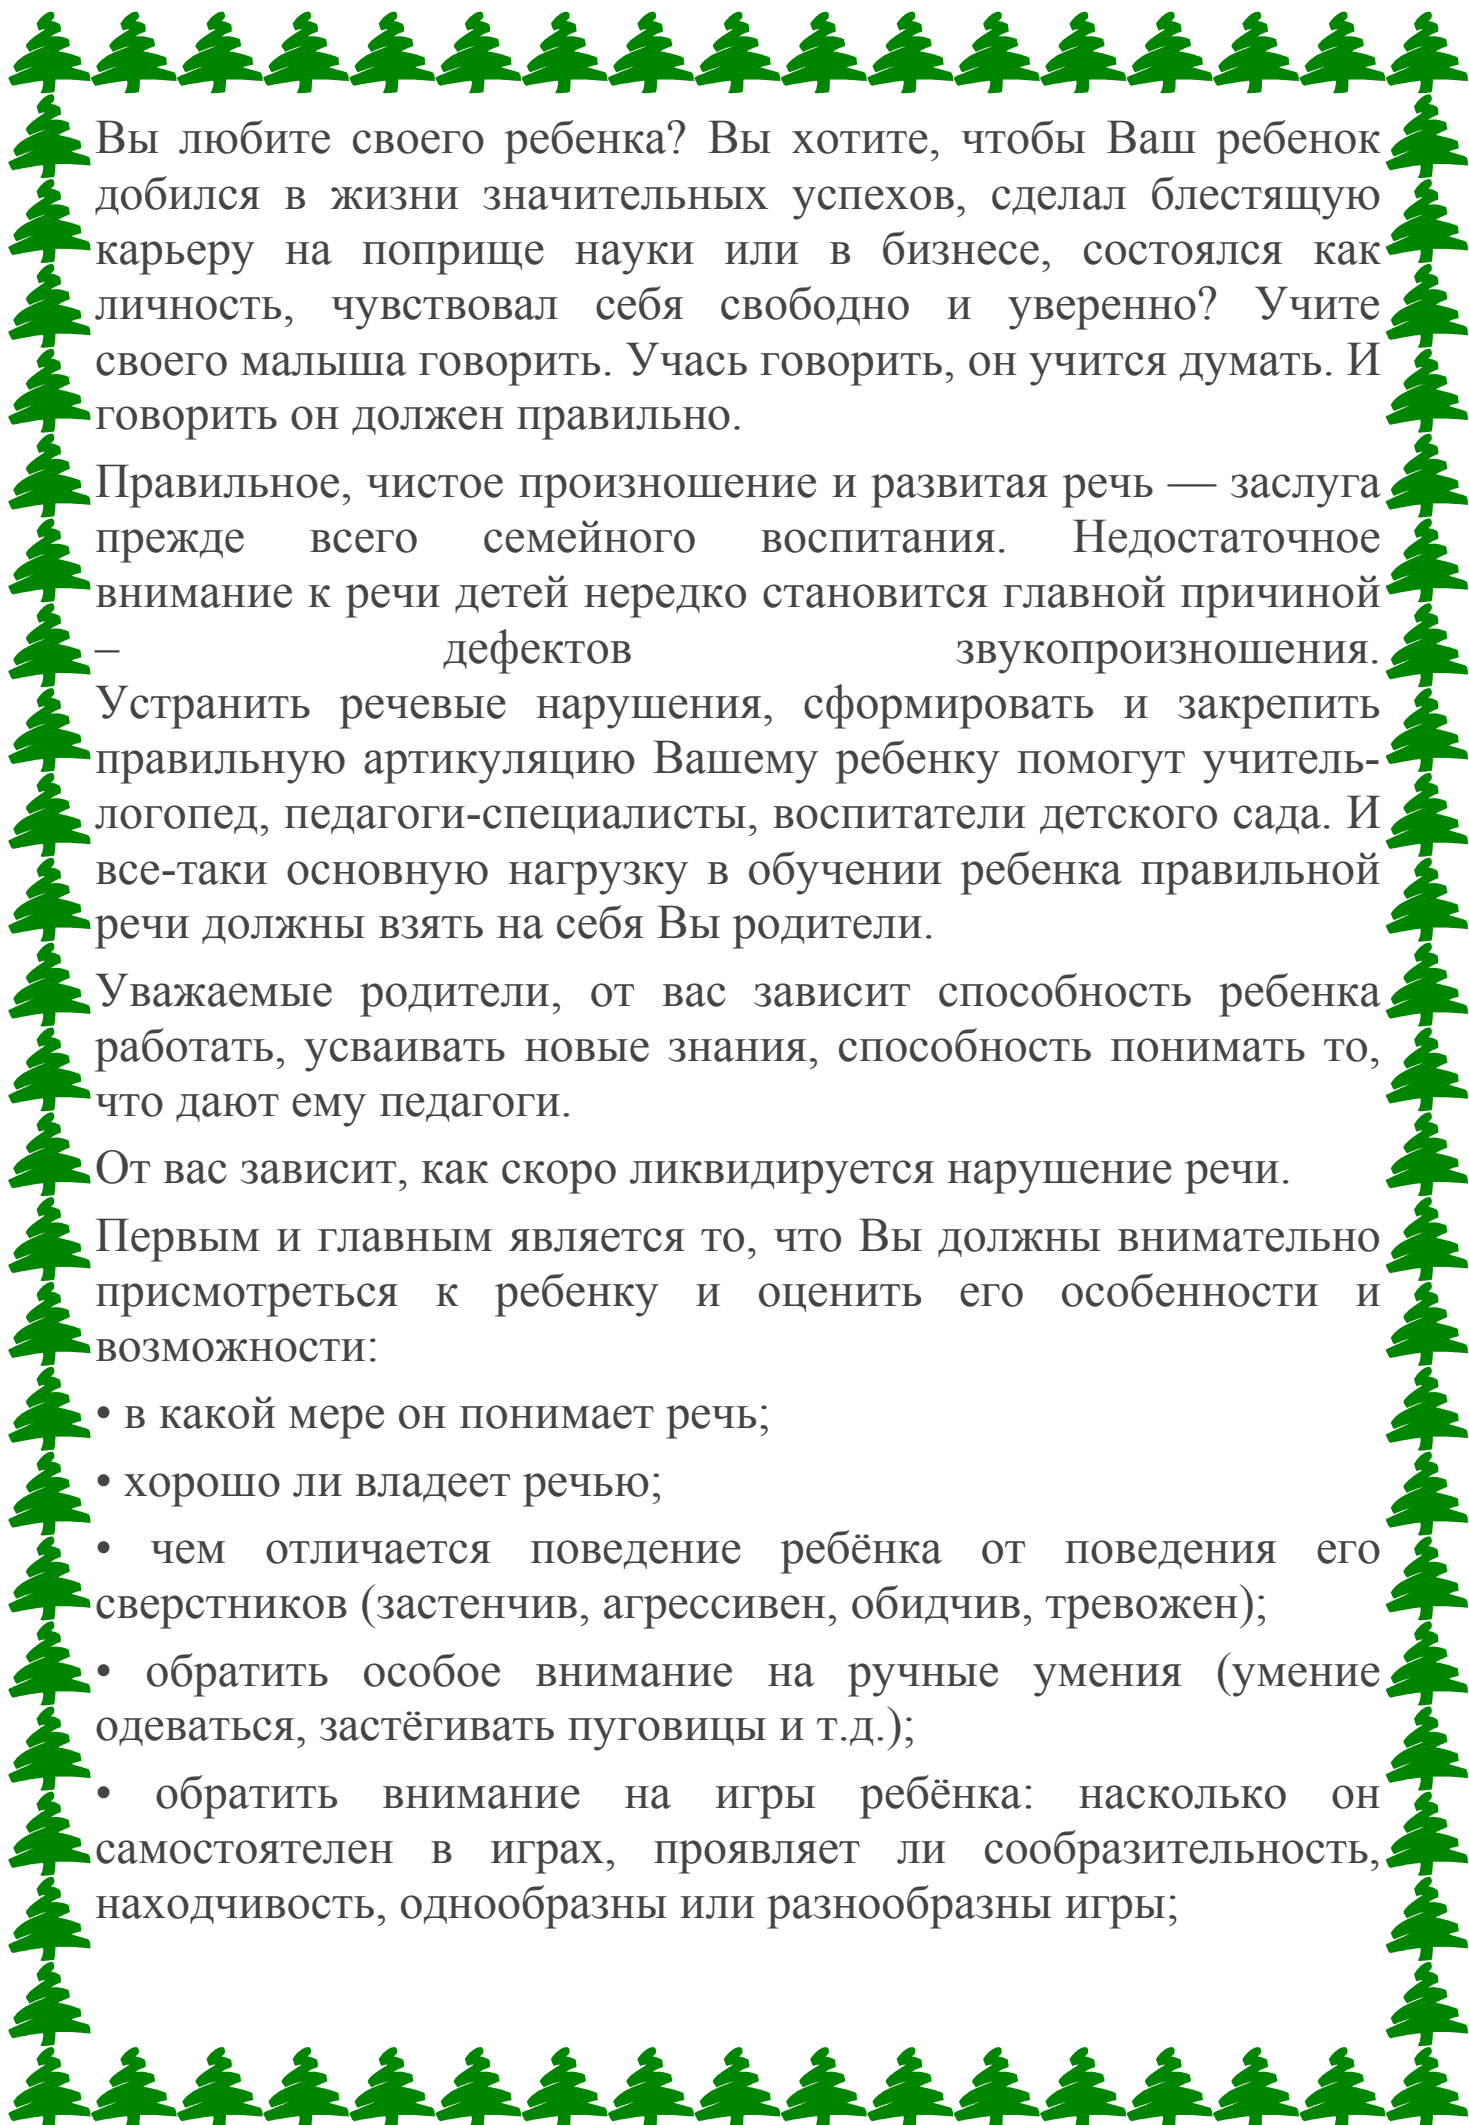 Вы любите своего ребенка? Вы хотите, чтобы Ваш ребенок
добился в жизни значительных успехов, сделал блестящую
карьеру на поприще науки или в бизнесе, состоялся как
личность, чувствовал себя свободно и уверенно? Учите
своего малыша говорить. Учась говорить, он учится думать. И
говорить он должен правильно.
Правильное, чистое произношение и развитая речь — заслуга
прежде всего семейного воспитания. Недостаточное
внимание к речи детей нередко становится главной причиной
– дефектов звукопроизношения.
Устранить речевые нарушения, сформировать и закрепить
правильную артикуляцию Вашему ребенку помогут учитель-
логопед, педагоги-специалисты, воспитатели детского сада. И
все-таки основную нагрузку в обучении ребенка правильной
речи должны взять на себя Вы родители.
Уважаемые родители, от вас зависит способность ребенка
работать, усваивать новые знания, способность понимать то,
что дают ему педагоги.
От вас зависит, как скоро ликвидируется нарушение речи.
Первым и главным является то, что Вы должны внимательно
присмотреться к ребенку и оценить его особенности и
возможности:
• в какой мере он понимает речь;
• хорошо ли владеет речью;
• чем отличается поведение ребёнка от поведения его
сверстников (застенчив, агрессивен, обидчив, тревожен);
• обратить особое внимание на ручные умения (умение
одеваться, застёгивать пуговицы и т.д.);
• обратить внимание на игры ребёнка: насколько он
самостоятелен в играх, проявляет ли сообразительность,
находчивость, однообразны или разнообразны игры;